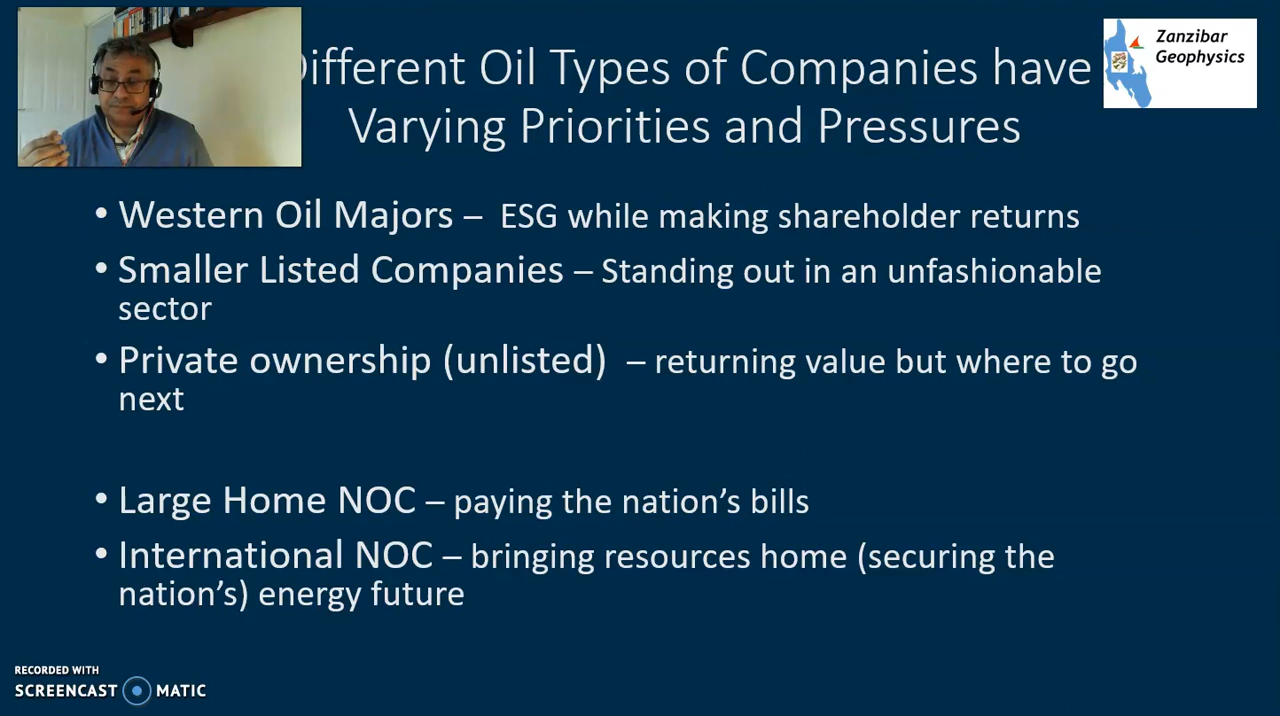 Different Oil Types of Companies have
Varying Priorities and Pressures
Zanzibar
Geophysics
• Western Oil Majors – ESG while making shareholder returns
• Smaller Listed Companies – Standing out in an unfashionable
sector
• Private ownership (unlisted) – returning value but where to go
next
• Large Home NOC – paying the nation's bills
• International NOC – bringing resources home (securing the
nation's) energy future
RECORDED WITH
SCREENCAST MATIC